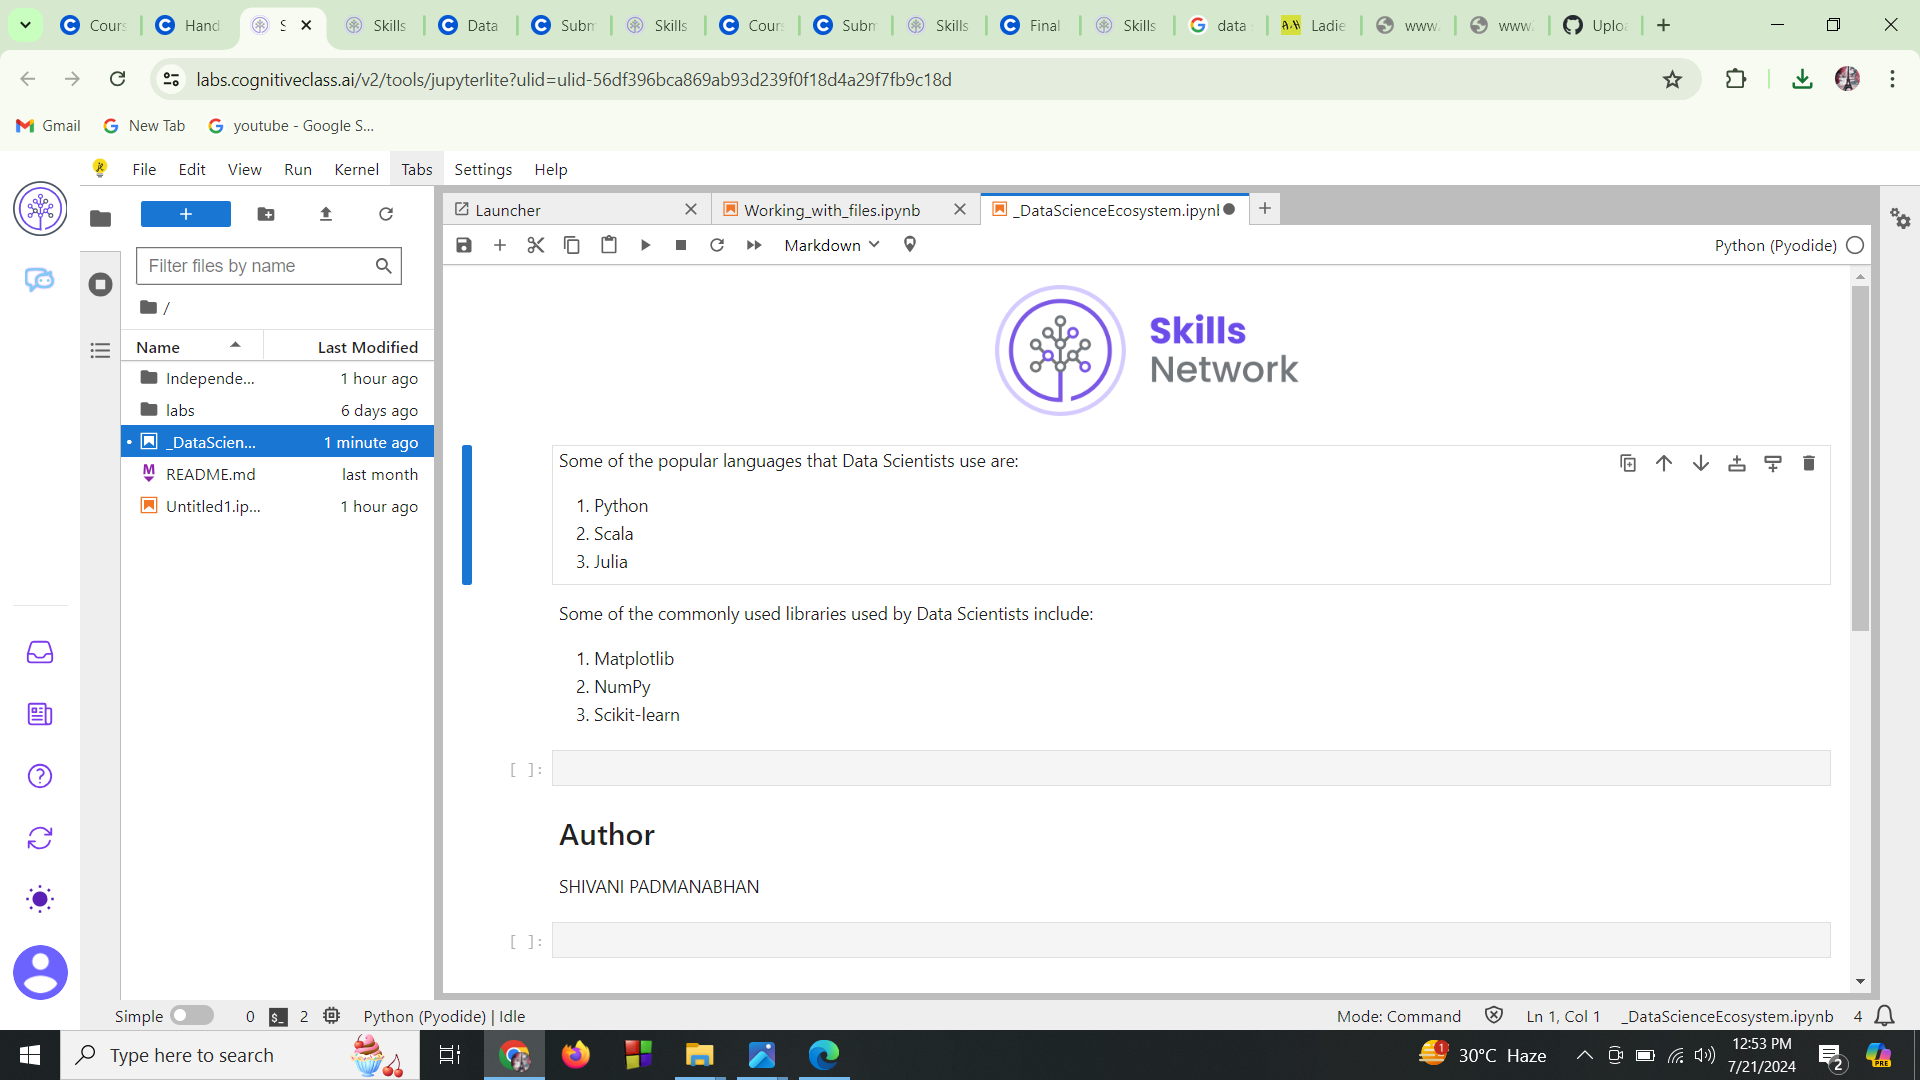 Cours
Hand
S
Skills
Data
Subm
Skills
Cours
Subm
Skills
Final
Skills
data s
Ladie
www.
www.
Uploa
labs.cognitiveclass.ai/v2/tools/jupyterlite?ulid=ulid-56df396bca869ab93d239f0f18d4a29f7fb9c18d
Gmail
New Tab
youtube - Google S...
File Edit View Run Kernel Tabs Settings Help
Launcher
Working_with_files.ipynb
_DataScienceEcosystem.ipynl
Filter files by name
Markdown
Python (Pyodide)
/
Name Last Modified
Independe... 1 hour ago
labs 6 days ago
_DataScien... 1 minute ago
README.md last month
Untitled1.ip... 1 hour ago
Skills
Network
Some of the popular languages that Data Scientists use are:
1. Python
2. Scala
3. Julia
Some of the commonly used libraries used by Data Scientists include:
1. Matplotlib
2. NumPy
3. Scikit-learn
[ ]:
Author
SHIVANI PADMANABHAN
[ ]:
Simple 0 $_ 2 Python (Pyodide) | Idle Mode: Command Ln 1, Col 1 _DataScienceEcosystem.ipynb 4
Type here to search
1
30°C Haze
12:53 PM
7/21/2024
2
PRE